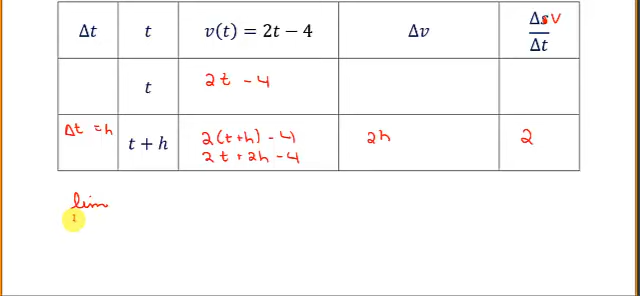 Δt t v(t) = 2t − 4 Δv ΔsV/Δt
t 2t - 4
Δt = h t + h 2(t+h) - 4 2h 2
2t + 2h - 4
lim